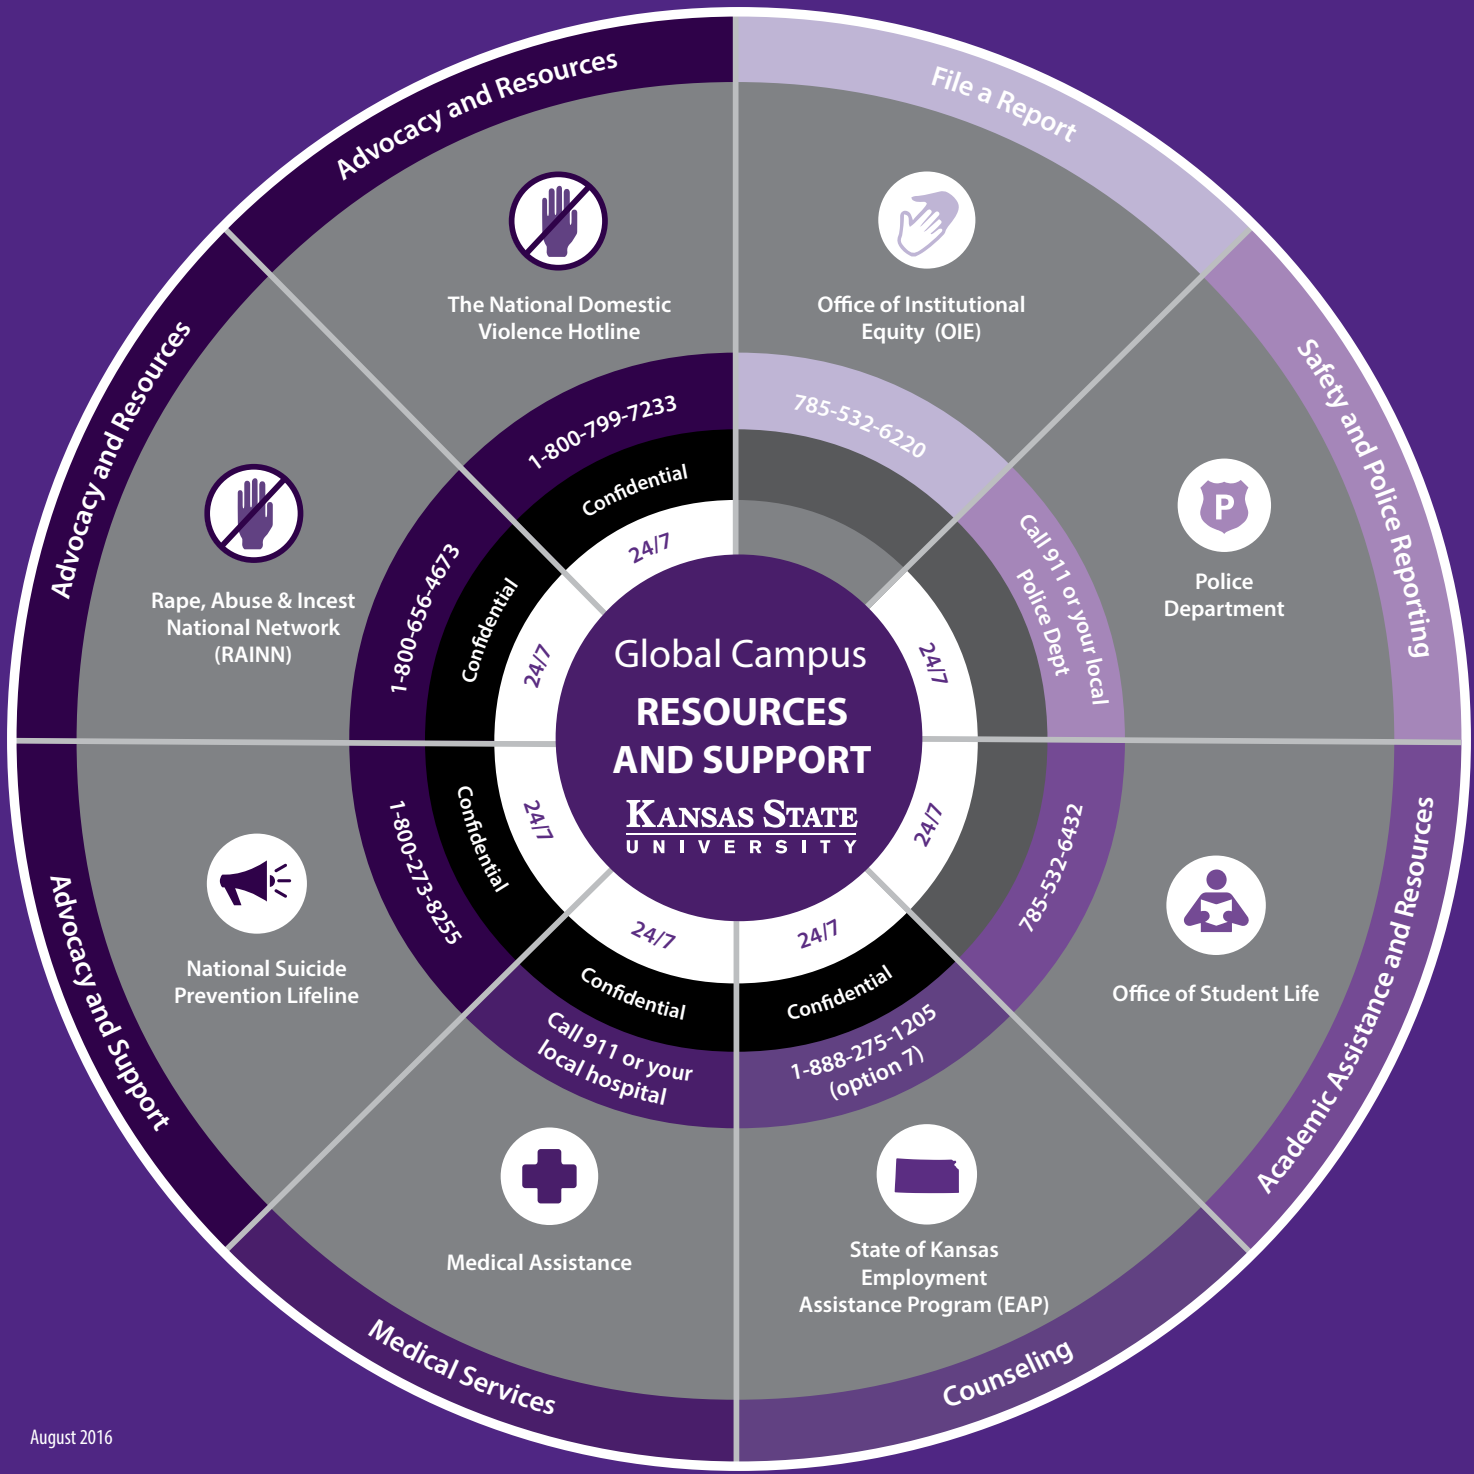 Global Campus
RESOURCES
AND SUPPORT
KANSAS STATE
UNIVERSITY
File a Report
Office of Institutional
Equity (OIE)
785-532-6220
Safety and Police Reporting
Police
Department
Call 911 or your local
Police Dept
24/7
Academic Assistance and Resources
Office of Student Life
785-532-6432
24/7
Counseling
State of Kansas
Employment
Assistance Program (EAP)
1-888-275-1205
(option 7)
Confidential
24/7
Medical Services
Medical Assistance
Call 911 or your
local hospital
Confidential
24/7
Advocacy and Support
National Suicide
Prevention Lifeline
1-800-273-8255
Confidential
24/7
Advocacy and Resources
Rape, Abuse & Incest
National Network
(RAINN)
1-800-656-4673
Confidential
24/7
Advocacy and Resources
The National Domestic
Violence Hotline
1-800-799-7233
Confidential
24/7
P
August 2016